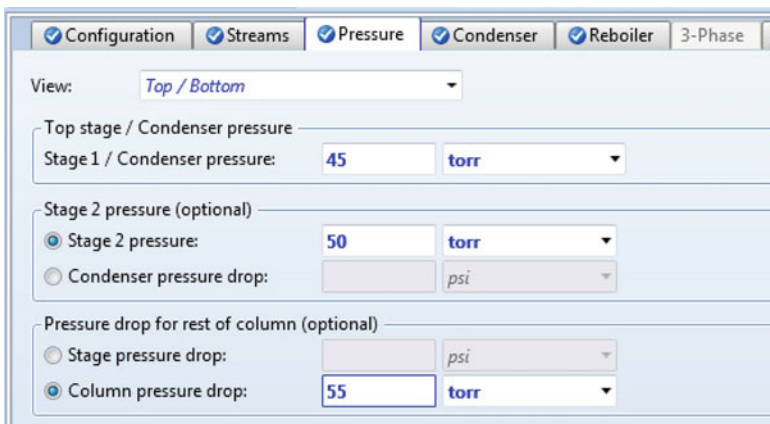 Configuration Streams Pressure Condenser Reboiler 3-Phase
View: Top / Bottom
Top stage / Condenser pressure
Stage 1 / Condenser pressure: 45 torr
Stage 2 pressure (optional)
Stage 2 pressure: 50 torr
Condenser pressure drop: psi
Pressure drop for rest of column (optional)
Stage pressure drop: psi
Column pressure drop: 55 torr